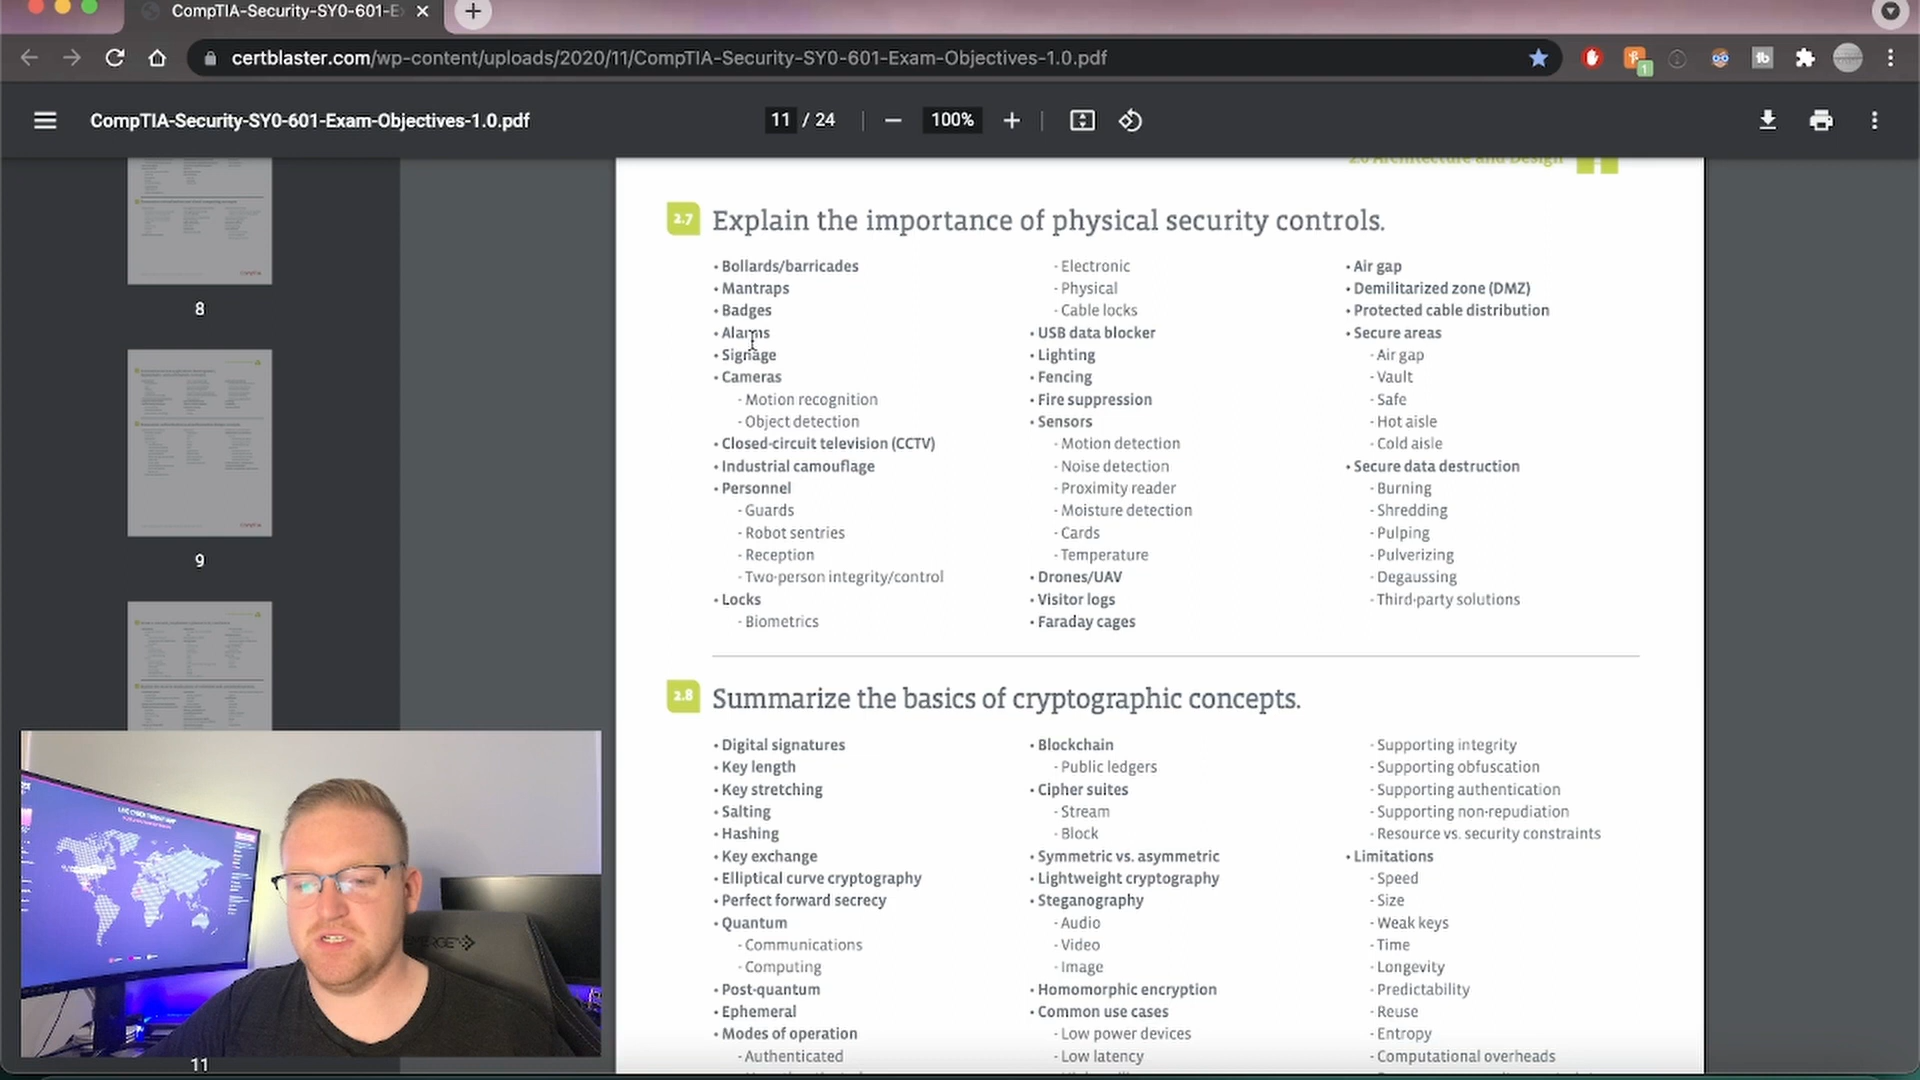 CompTIA-Security-SY0-601-E
certblaster.com/wp-content/uploads/2020/11/CompTIA-Security-SY0-601-Exam-Objectives-1.0.pdf
1
tb
CompTIA-Security-SY0-601-Exam-Objectives-1.0.pdf
11 / 24
100%
8
9
11
2.0 Architecture and Design
2.7 Explain the importance of physical security controls.
• Bollards/barricades
• Mantraps
• Badges
• Alarms
• Signage
• Cameras
- Motion recognition
- Object detection
• Closed-circuit television (CCTV)
• Industrial camouflage
• Personnel
- Guards
- Robot sentries
- Reception
- Two-person integrity/control
• Locks
- Biometrics
- Electronic
- Physical
- Cable locks
• USB data blocker
• Lighting
• Fencing
• Fire suppression
• Sensors
- Motion detection
- Noise detection
- Proximity reader
- Moisture detection
- Cards
- Temperature
• Drones/UAV
• Visitor logs
• Faraday cages
• Air gap
• Demilitarized zone (DMZ)
• Protected cable distribution
• Secure areas
- Air gap
- Vault
- Safe
- Hot aisle
- Cold aisle
• Secure data destruction
- Burning
- Shredding
- Pulping
- Pulverizing
- Degaussing
- Third-party solutions
2.8 Summarize the basics of cryptographic concepts.
• Digital signatures
• Key length
• Key stretching
• Salting
• Hashing
• Key exchange
• Elliptical curve cryptography
• Perfect forward secrecy
• Quantum
- Communications
- Computing
• Post-quantum
• Ephemeral
• Modes of operation
- Authenticated
• Blockchain
- Public ledgers
• Cipher suites
- Stream
- Block
• Symmetric vs. asymmetric
• Lightweight cryptography
• Steganography
- Audio
- Video
- Image
• Homomorphic encryption
• Common use cases
- Low power devices
- Low latency
- Supporting integrity
- Supporting obfuscation
- Supporting authentication
- Supporting non-repudiation
- Resource vs. security constraints
• Limitations
- Speed
- Size
- Weak keys
- Time
- Longevity
- Predictability
- Reuse
- Entropy
- Computational overheads